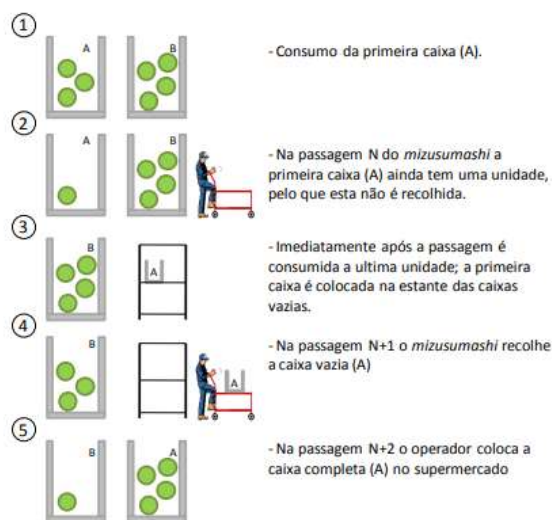 1
A
B
- Consumo da primeira caixa (A).
2
A
B
- Na passagem N do mizusumashi a
primeira caixa (A) ainda tem uma unidade,
pelo que esta não é recolhida.
3
B
A
- Imediatamente após a passagem é
consumida a ultima unidade; a primeira
caixa é colocada na estante das caixas
vazias.
4
B
A
- Na passagem N+1 o mizusumashi recolhe
a caixa vazia (A)
5
B
A
- Na passagem N+2 o operador coloca a
caixa completa (A) no supermercado